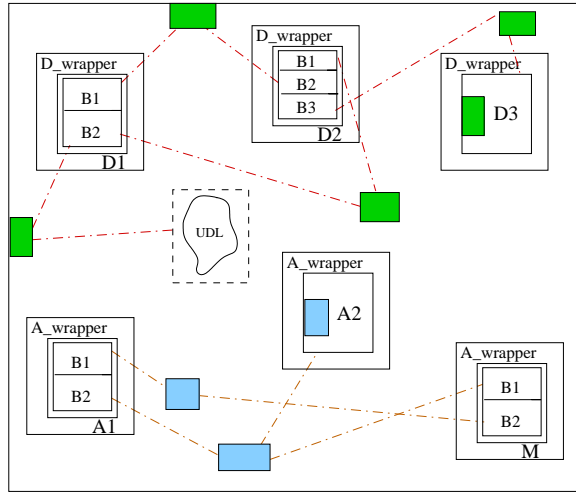 D_wrapper
B1
B2
D1
D_wrapper
B1
B2
B3
D2
D_wrapper
D3
UDL
A_wrapper
A2
A_wrapper
B1
B2
A1
A_wrapper
B1
B2
M